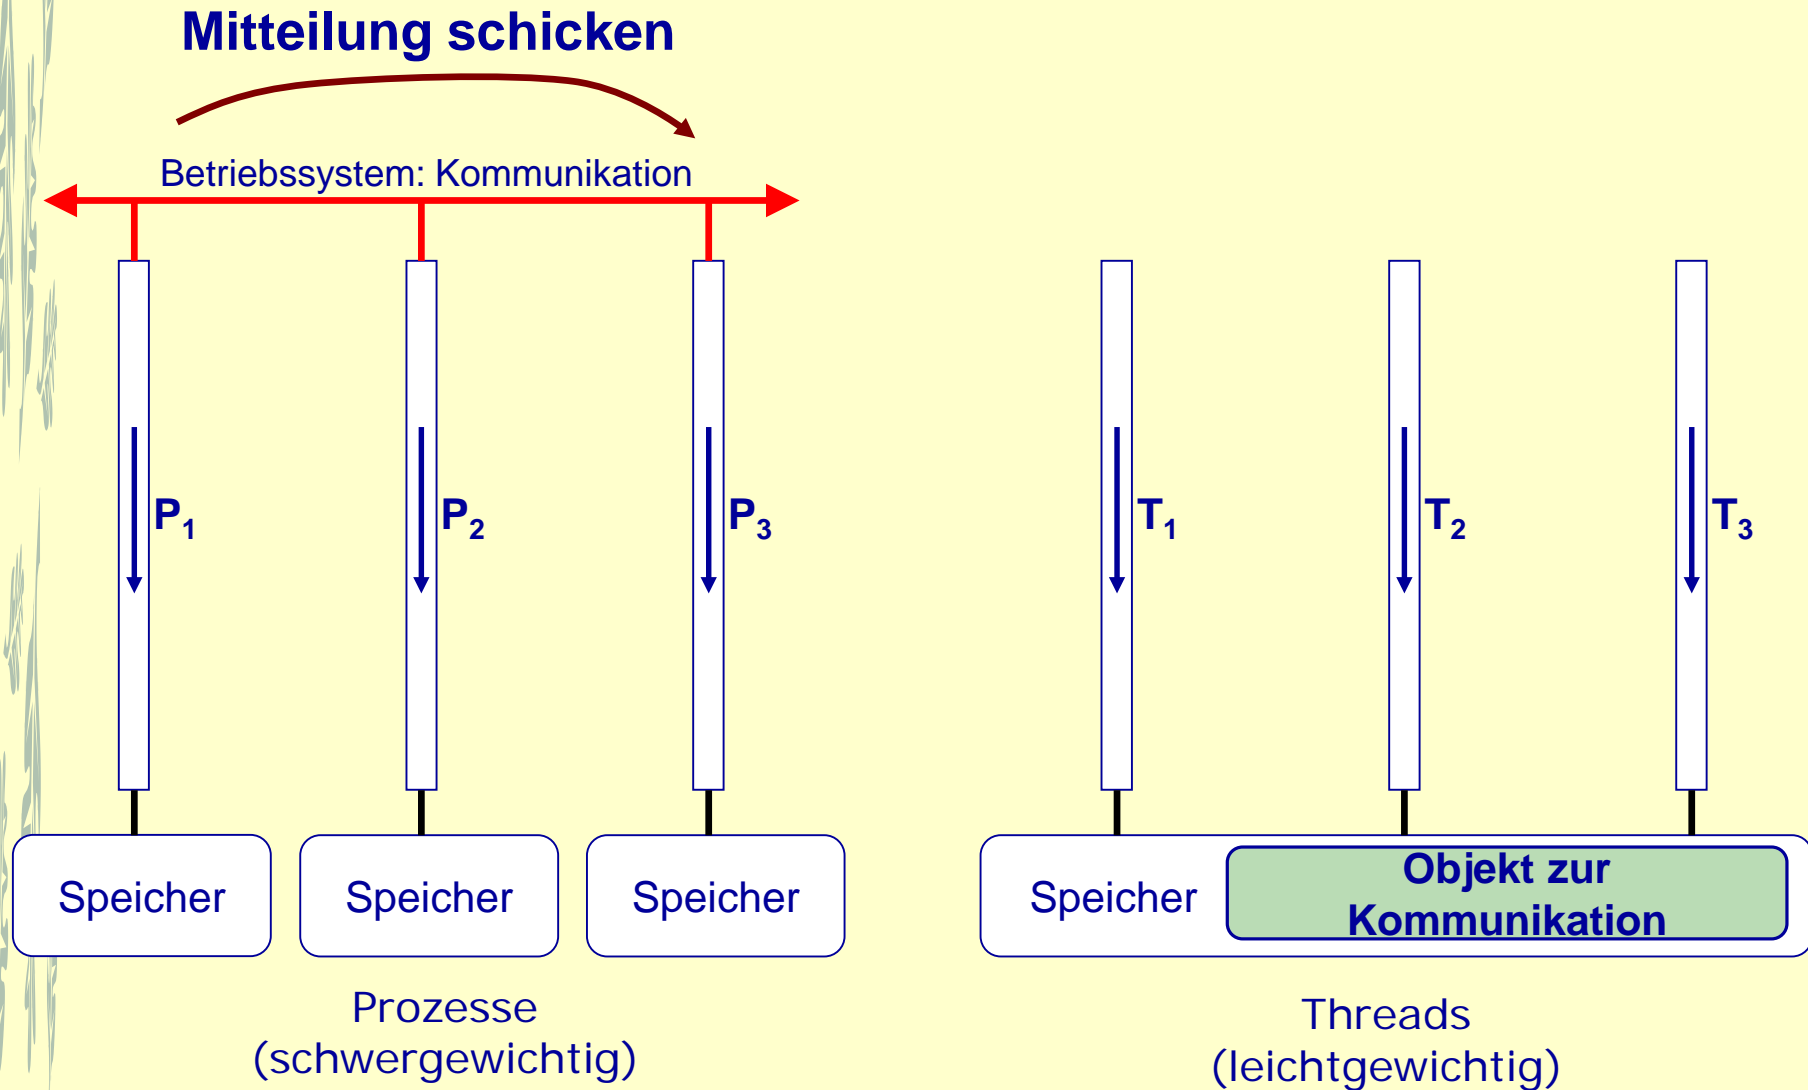 Mitteilung schicken
Betriebssystem: Kommunikation
P1 P2 P3 T1 T2 T3
Speicher Speicher Speicher Speicher
Objekt zur
Kommunikation
Prozesse
(schwergewichtig)
Threads
(leichtgewichtig)